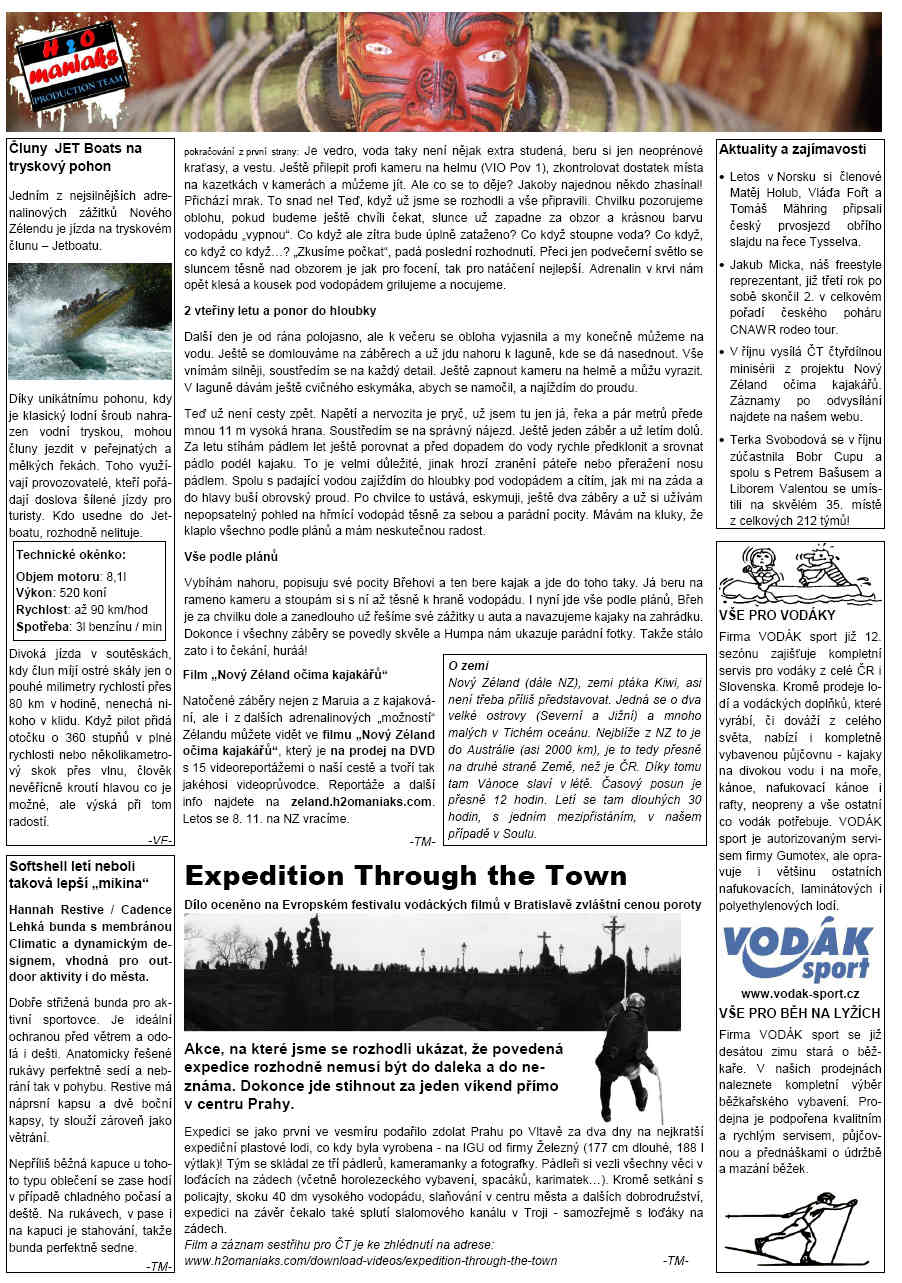 H2O
maniaks
PRODUCTION TEAM
Čluny JET Boats na
tryskový pohon
Jedním z nejsilnějších adre-
nalinových zážitků Nového
Zélendu je jízda na tryskovém
člunu – Jetboatu.
Díky unikátnímu pohonu, kdy
je klasický lodní šroub nahra-
zen vodní tryskou, mohou
čluny jezdit v peřejnatých a
mělkých řekách. Toho využí-
vají provozovatelé, kteří pořá-
dají doslova šílené jízdy pro
turisty. Kdo usedne do Jet-
boatu, rozhodně nelituje.
Technické okénko:
Objem motoru: 8,1l
Výkon: 520 koní
Rychlost: až 90 km/hod
Spotřeba: 3l benzínu / min
Divoká jízda v soutěskách,
kdy člun míjí ostré skály jen o
pouhé milimetry rychlostí přes
80 km v hodině, nenechá ni-
koho v klidu. Když pilot přidá
otočku o 360 stupňů v plné
rychlosti nebo několikametro-
vý skok přes vlnu, člověk
nevěřícně kroutí hlavou co je
možné, ale výská při tom
radostí.
-VF-
Softshell letí neboli
taková lepší „mikina“
Hannah Restive / Cadence
Lehká bunda s membránou
Climatic a dynamickým de-
signem, vhodná pro out-
door aktivity i do města.
Dobře střižená bunda pro ak-
tivní sportovce. Je ideální
ochranou před větrem a odo-
lá i dešti. Anatomicky řešené
rukávy perfektně sedí a neb-
rání tak v pohybu. Restive má
náprsní kapsu a dvě boční
kapsy, ty slouží zároveň jako
větrání.
Nepříliš běžná kapuce u toho-
to typu oblečení se zase hodí
v případě chladného počasí a
deště. Na rukávech, v pase i
na kapuci je stahování, takže
bunda perfektně sedne.
-TM-
pokračování z první strany: Je vedro, voda taky není nějak extra studená, beru si jen neoprénové
kraťasy, a vestu. Ještě přilepit profi kameru na helmu (VIO Pov 1), zkontrolovat dostatek místa
na kazetkách v kamerách a můžeme jít. Ale co se to děje? Jakoby najednou někdo zhasínal!
Přichází mrak. To snad ne! Teď, když už jsme se rozhodli a vše připravili. Chvilku pozorujeme
oblohu, pokud budeme ještě chvíli čekat, slunce už zapadne za obzor a krásnou barvu
vodopádu „vypnou“. Co když ale zítra bude úplně zataženo? Co když stoupne voda? Co když,
co když co když…? „Zkusíme počkat“, padá poslední rozhodnutí. Přeci jen podvečerní světlo se
sluncem těsně nad obzorem je jak pro focení, tak pro natáčení nejlepší. Adrenalin v krvi nám
opět klesá a kousek pod vodopádem grilujeme a nocujeme.
2 vteřiny letu a ponor do hloubky
Další den je od rána polojasno, ale k večeru se obloha vyjasnila a my konečně můžeme na
vodu. Ještě se domlouváme na záběrech a už jdu nahoru k laguně, kde se dá nasednout. Vše
vnímám silněji, soustředím se na každý detail. Ještě zapnout kameru na helmě a můžu vyrazit.
V laguně dávám ještě cvičného eskymáka, abych se namočil, a najíždím do proudu.
Teď už není cesty zpět. Napětí a nervozita je pryč, už jsem tu jen já, řeka a pár metrů přede
mnou 11 m vysoká hrana. Soustředím se na správný nájezd. Ještě jeden záběr a už letím dolů.
Za letu stíhám pádlem let ještě porovnat a před dopadem do vody rychle předklonit a srovnat
pádlo podél kajaku. To je velmi důležité, jinak hrozí zranění páteře nebo přeražení nosu
pádlem. Spolu s padající vodou zajíždím do hloubky pod vodopádem a cítím, jak mi na záda a
do hlavy buší obrovský proud. Po chvilce to ustává, eskymuji, ještě dva záběry a už si užívám
nepopsatelný pohled na hřmící vodopád těsně za sebou a parádní pocity. Mávám na kluky, že
klaplo všechno podle plánů a mám neskutečnou radost.
Vše podle plánů
Vybíhám nahoru, popisuju své pocity Břehovi a ten bere kajak a jde do toho taky. Já beru na
rameno kameru a stoupám si s ní až těsně k hraně vodopádu. I nyní jde vše podle plánů, Břeh
je za chvilku dole a zanedlouho už řešíme své zážitky u auta a navazujeme kajaky na zahrádku.
Dokonce i všechny záběry se povedly skvěle a Humpa nám ukazuje parádní fotky. Takže stálo
zato i to čekání, huráá!
Film „Nový Zéland očima kajakářů“
Natočené záběry nejen z Maruia a z kajaková-
ní, ale i z dalších adrenalinových „možností“
Zélandu můžete vidět ve filmu „Nový Zéland
očima kajakářů“, který je na prodej na DVD
s 15 videoreportážemi o naší cestě a tvoří tak
jakéhosi videoprůvodce. Reportáže a další
info najdete na zeland.h2omaniaks.com.
Letos se 8. 11. na NZ vracíme.
-TM-
O zemi
Nový Zéland (dále NZ), zemi ptáka Kiwi, asi
není třeba příliš představovat. Jedná se o dva
velké ostrovy (Severní a Jižní) a mnoho
malých v Tichém oceánu. Nejblíže z NZ to je
do Austrálie (asi 2000 km), je to tedy přesně
na druhé straně Země, než je ČR. Díky tomu
tam Vánoce slaví v létě. Časový posun je
přesně 12 hodin. Letí se tam dlouhých 30
hodin, s jedním mezipřistáním, v našem
případě v Soulu.
Expedition Through the Town
Dílo oceněno na Evropském festivalu vodáckých filmů v Bratislavě zvláštní cenou poroty
Akce, na které jsme se rozhodli ukázat, že povedená
expedice rozhodně nemusí být do daleka a do ne-
známa. Dokonce jde stihnout za jeden víkend přímo
v centru Prahy.
Expedici se jako první ve vesmíru podařilo zdolat Prahu po Vltavě za dva dny na nejkratší
expediční plastové lodi, co kdy byla vyrobena - na IGU od firmy Železný (177 cm dlouhé, 188 l
výtlak)! Tým se skládal ze tří pádlerů, kameramanky a fotografky. Pádleři si vezli všechny věci v
loďácích na zádech (včetně horolezeckého vybavení, spacáků, karimatek…). Kromě setkání s
policajty, skoku 40 dm vysokého vodopádu, slaňování v centru města a dalších dobrodružství,
expedici na závěr čekalo také splutí slalomového kanálu v Troji - samozřejmě s loďáky na
zádech.
Film a záznam sestřihu pro ČT je ke zhlédnutí na adrese:
www.h2omaniaks.com/download-videos/expedition-through-the-town
-TM-
Aktuality a zajímavosti
• Letos v Norsku si členové
Matěj Holub, Vláďa Fořt a
Tomáš Mähring připsali
český prvosjezd obřího
slajdu na řece Tysselva.
• Jakub Micka, náš freestyle
reprezentant, již třetí rok po
sobě skončil 2. v celkovém
pořadí českého poháru
CNAWR rodeo tour.
• V říjnu vysílá ČT čtyřdílnou
minisérii z projektu Nový
Zéland očima kajakářů.
Záznamy po odvysílání
najdete na našem webu.
• Terka Svobodová se v říjnu
zúčastnila Bobr Cupu a
spolu s Petrem Bašusem a
Liborem Valentou se umís-
tili na skvělém 35. místě
z celkových 212 týmů!
VŠE PRO VODÁKY
Firma VODÁK sport již 12.
sezónu zajišťuje kompletní
servis pro vodáky z celé ČR i
Slovenska. Kromě prodeje lo-
dí a vodáckých doplňků, které
vyrábí, či dováží z celého
světa, nabízí i kompletně
vybavenou půjčovnu - kajaky
na divokou vodu i na moře,
kánoe, nafukovací kánoe i
rafty, neopreny a vše ostatní
co vodák potřebuje. VODÁK
sport je autorizovaným servi-
sem firmy Gumotex, ale opra-
vuje i většinu ostatních
nafukovacích, laminátových i
polyethylenových lodí.
VODÁK
sport
www.vodak-sport.cz
VŠE PRO BĚH NA LYŽÍCH
Firma VODÁK sport se již
desátou zimu stará o běž-
kaře. V našich prodejnách
naleznete kompletní výběr
běžkařského vybavení. Pro-
dejna je podpořena kvalitním
a rychlým servisem, půjčov-
nou a přednáškami o údržbě
a mazání běžek.